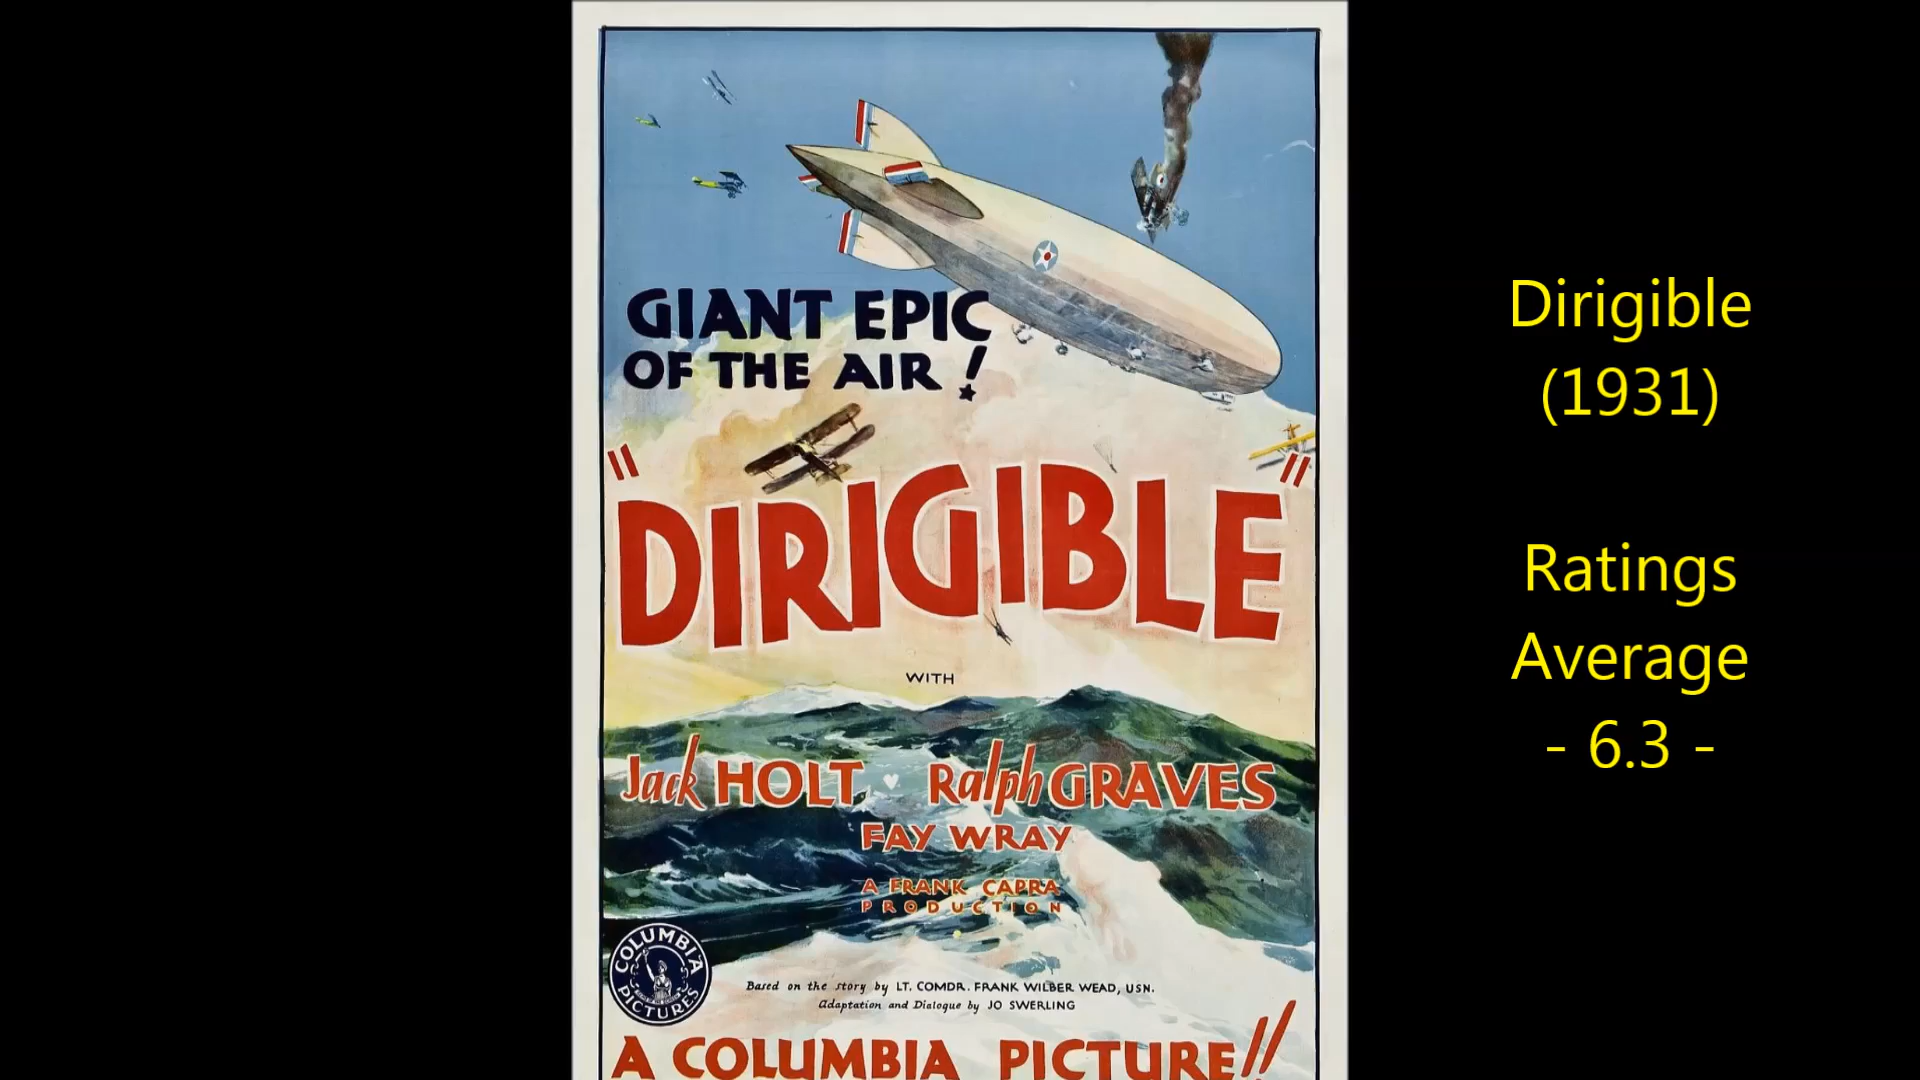 GIANT EPIC
OF THE AIR!
"DIRIGIBLE"
WITH
Jack HOLT Ralph GRAVES
FAY WRAY
A FRANK CAPRA
PRODUCTION
COLUMBIA
PICTURES
Based on the story by LT. COMDR. FRANK WILBER WEAD, USN.
Adaptation and Dialogue by JO SWERLING
A COLUMBIA PICTURE!!
Dirigible
(1931)
Ratings
Average
- 6.3 -